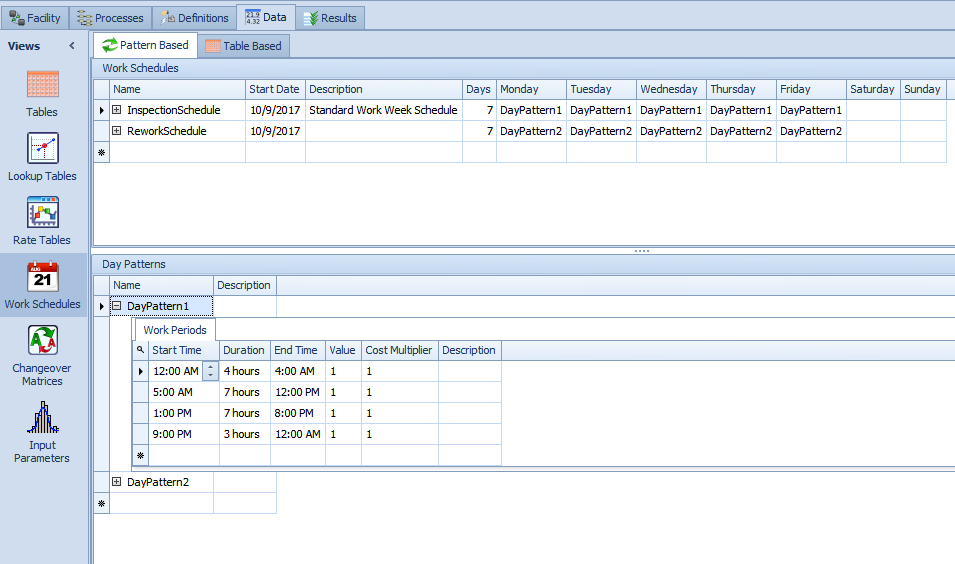 Facility Processes Definitions Data Results
Views <
Pattern Based Table Based
Work Schedules
Name Start Date Description Days Monday Tuesday Wednesday Thursday Friday Saturday Sunday
InspectionSchedule 10/9/2017 Standard Work Week Schedule 7 DayPattern1 DayPattern1 DayPattern1 DayPattern1 DayPattern1
ReworkSchedule 10/9/2017 7 DayPattern2 DayPattern2 DayPattern2 DayPattern2 DayPattern2
Tables
Lookup Tables
Rate Tables
AUG
21
Work Schedules
Changeover
Matrices
Input
Parameters
Day Patterns
Name Description
DayPattern1
Work Periods
Start Time Duration End Time Value Cost Multiplier Description
12:00 AM 4 hours 4:00 AM 1 1
5:00 AM 7 hours 12:00 PM 1 1
1:00 PM 7 hours 8:00 PM 1 1
9:00 PM 3 hours 12:00 AM 1 1
DayPattern2